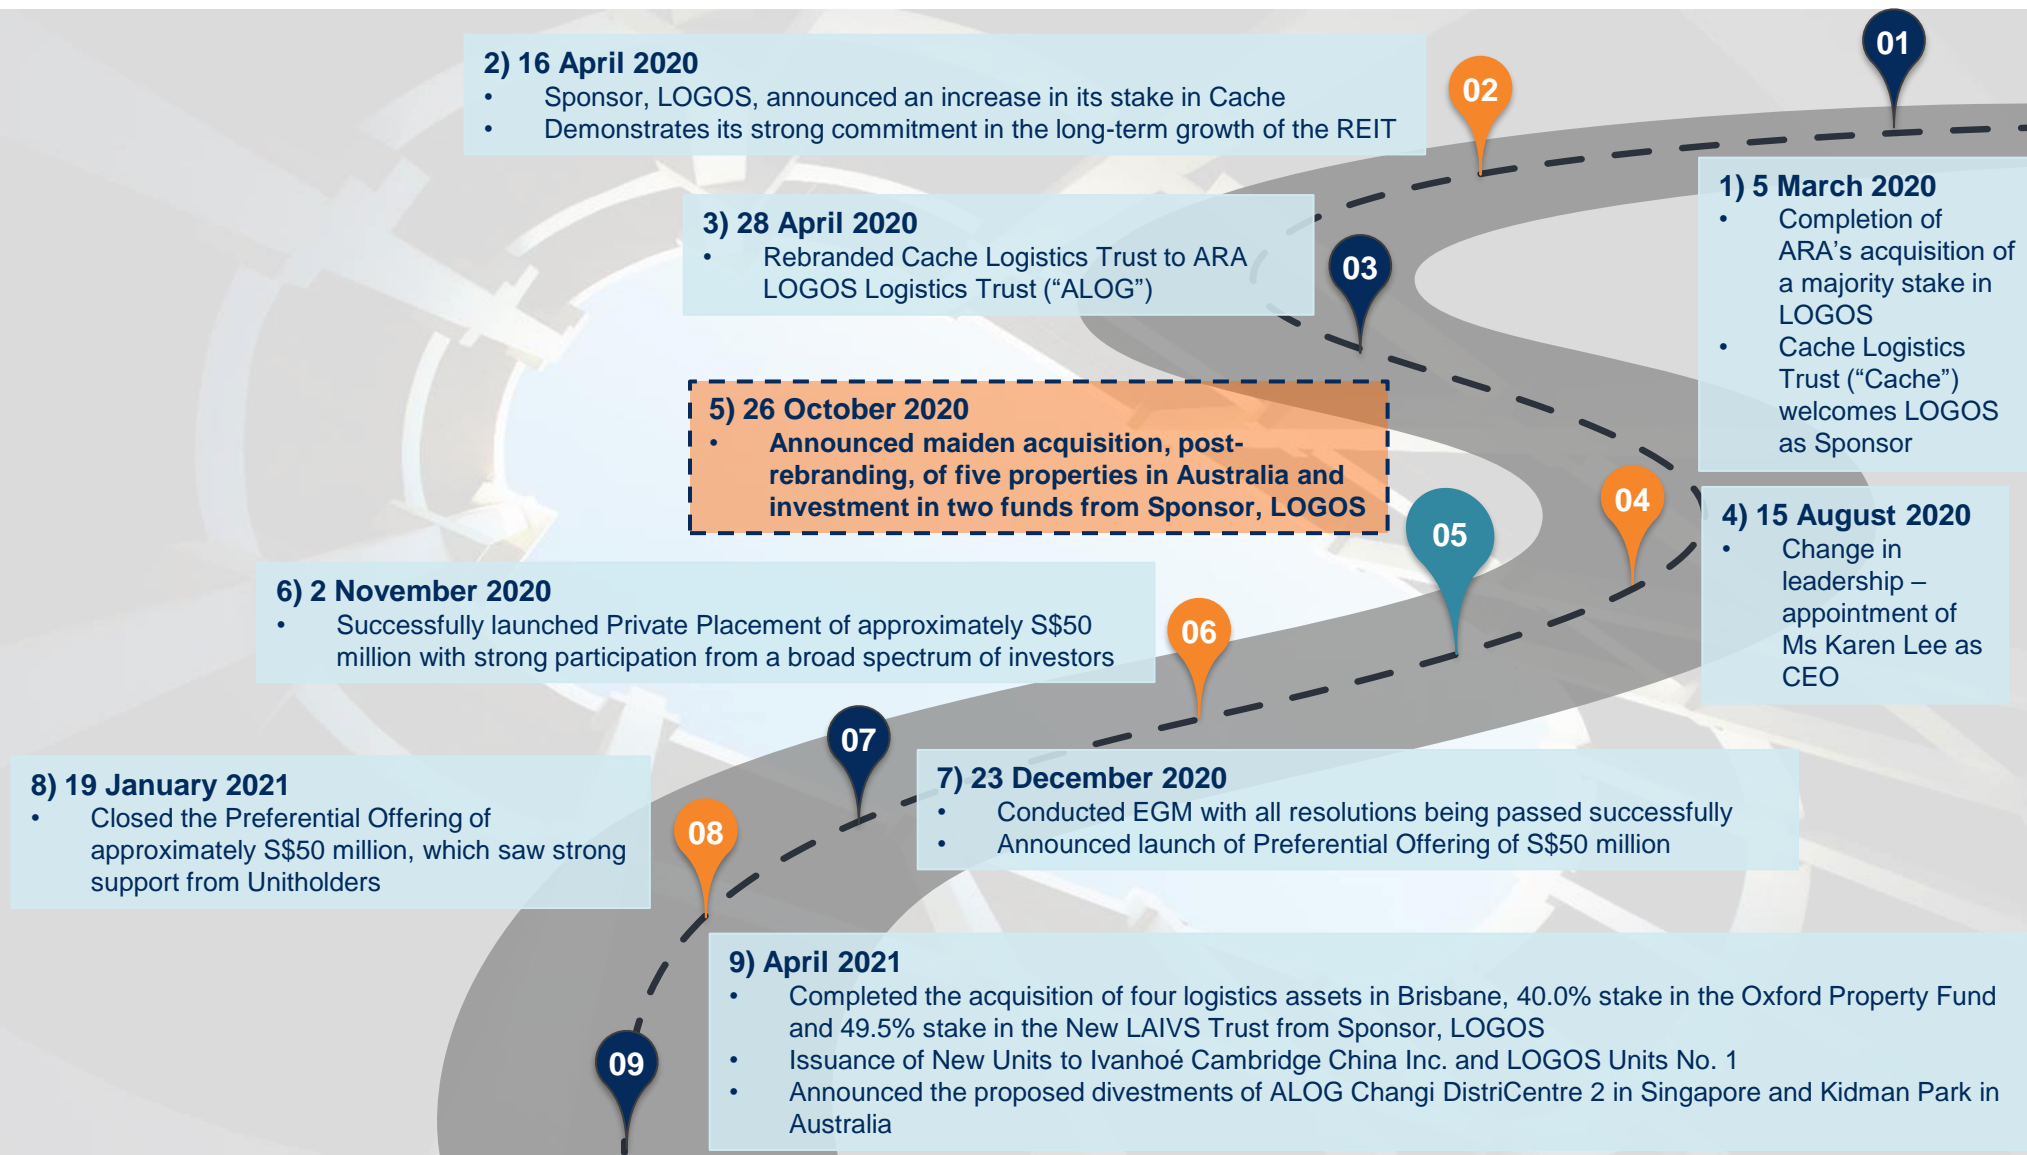 01
1) 5 March 2020
• Completion of
ARA’s acquisition of
a majority stake in
LOGOS
• Cache Logistics
Trust (“Cache”)
welcomes LOGOS
as Sponsor
02
2) 16 April 2020
• Sponsor, LOGOS, announced an increase in its stake in Cache
• Demonstrates its strong commitment in the long-term growth of the REIT
03
3) 28 April 2020
• Rebranded Cache Logistics Trust to ARA
LOGOS Logistics Trust (“ALOG”)
04
4) 15 August 2020
• Change in
leadership –
appointment of
Ms Karen Lee as
CEO
05
5) 26 October 2020
• Announced maiden acquisition, post-
rebranding, of five properties in Australia and
investment in two funds from Sponsor, LOGOS
06
6) 2 November 2020
• Successfully launched Private Placement of approximately S$50
million with strong participation from a broad spectrum of investors
07
7) 23 December 2020
• Conducted EGM with all resolutions being passed successfully
• Announced launch of Preferential Offering of S$50 million
08
8) 19 January 2021
• Closed the Preferential Offering of
approximately S$50 million, which saw strong
support from Unitholders
09
9) April 2021
• Completed the acquisition of four logistics assets in Brisbane, 40.0% stake in the Oxford Property Fund
and 49.5% stake in the New LAIVS Trust from Sponsor, LOGOS
• Issuance of New Units to Ivanhoé Cambridge China Inc. and LOGOS Units No. 1
• Announced the proposed divestments of ALOG Changi DistriCentre 2 in Singapore and Kidman Park in
Australia